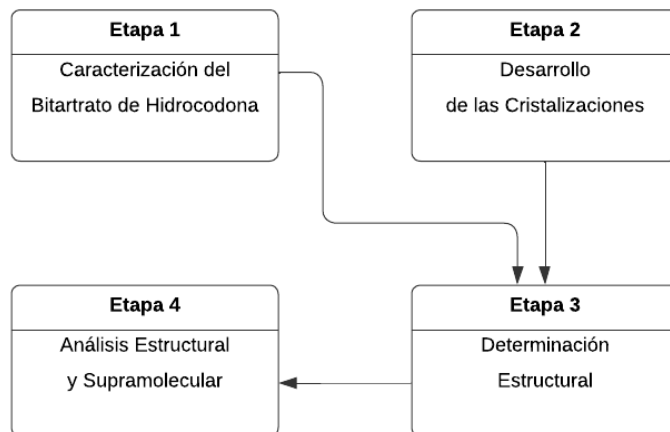 Etapa 1
Caracterización del
Bitartrato de Hidrocodona
Etapa 2
Desarrollo
de las Cristalizaciones
Etapa 4
Análisis Estructural
y Supramolecular
Etapa 3
Determinación
Estructural